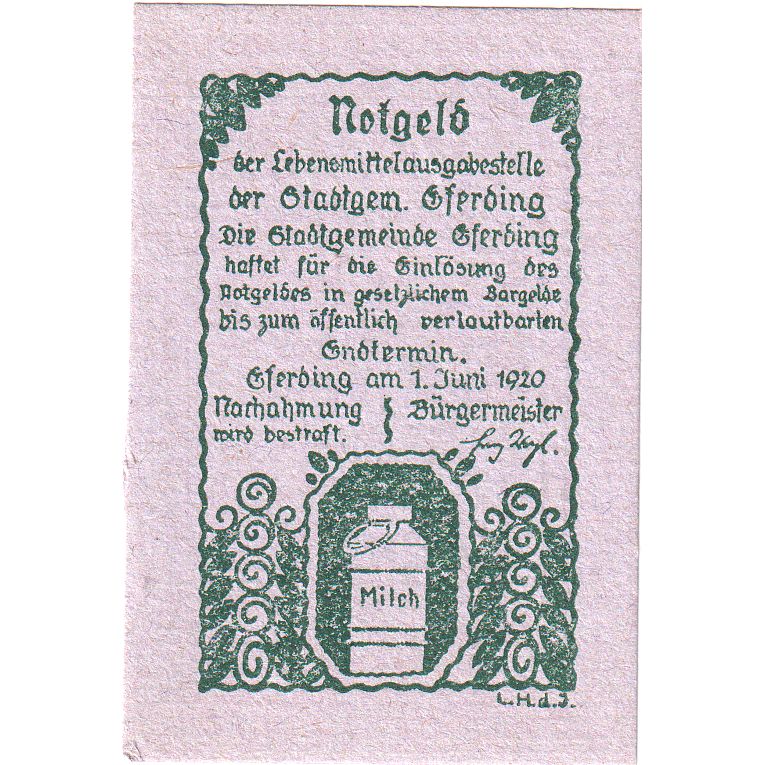 Notgeld
der Lebensmittelausgabestelle
der Stadtgem. Eferding
Die Stadtgemeinde Eferding
haftet für die Einlösung des
Notgeldes in gesetzlichem Bargelde
bis zum öffentlich verlautbarten
Endtermin.
Eferding am 1. Juni 1920
Nachahmung
wird bestraft.
Bürgermeister
Milch
L.H.d.J.